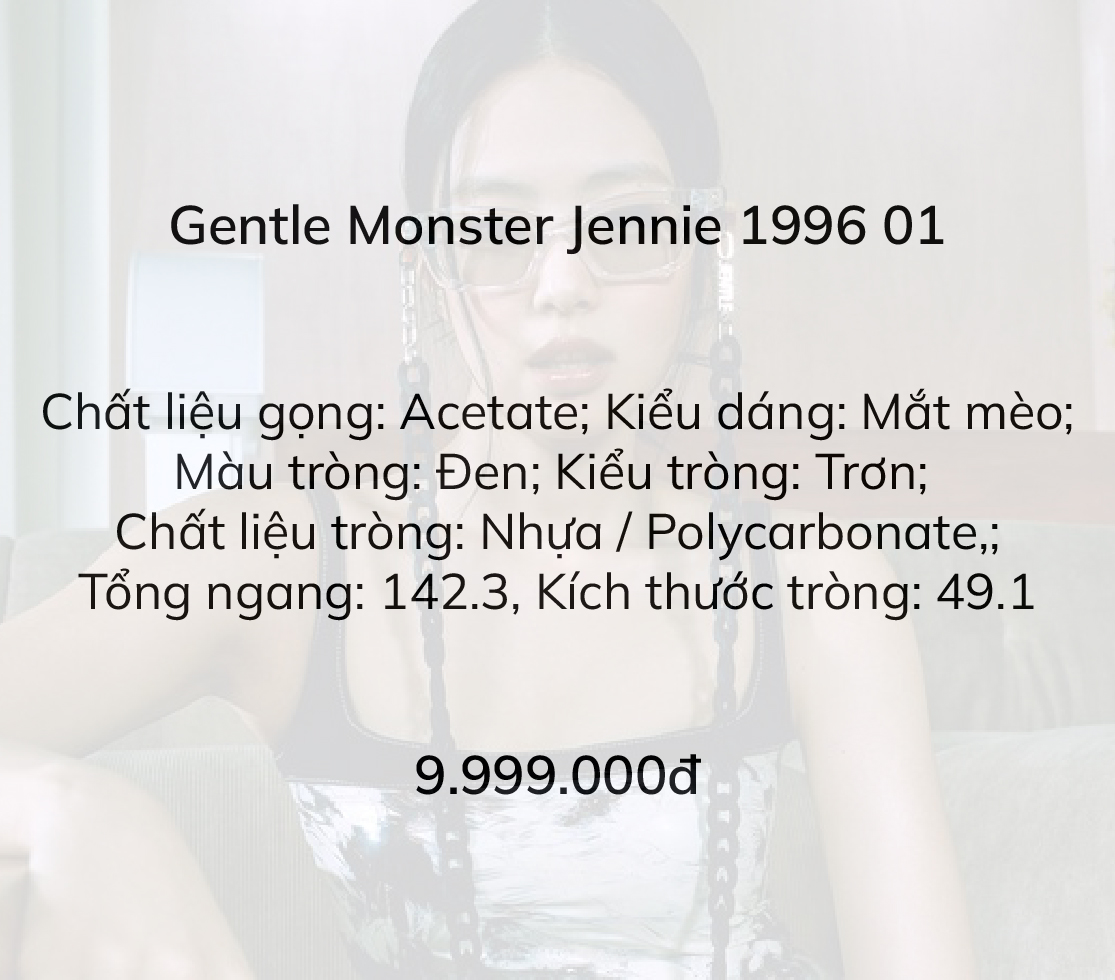 Gentle Monster Jennie 1996 01
Chất liệu gọng: Acetate; Kiểu dáng: Mắt mèo;
Màu tròng: Đen; Kiểu tròng: Trơn;
Chất liệu tròng: Nhựa / Polycarbonate,;
Tổng ngang: 142.3, Kích thước tròng: 49.1
9.999.000đ